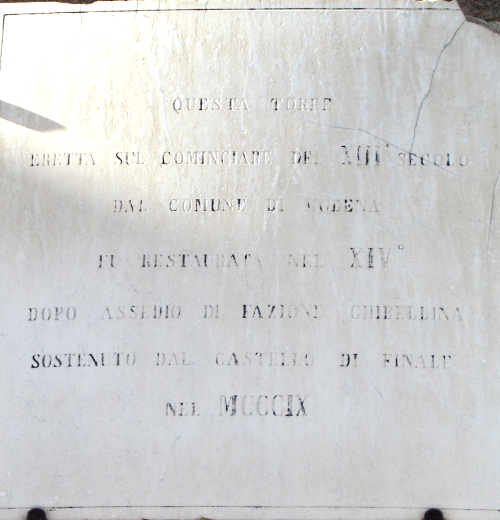 QUESTA TORRE
ERETTA SUL COMINCIARE DEL XIII° SECOLO
DAL COMUNE DI MODENA
FU RESTAURATA NEL XIV°
DOPO ASSEDIO DI FAZIONE GHIBELLINA
SOSTENUTO DAL CASTELLO DI FINALE
NEL MCCCIX